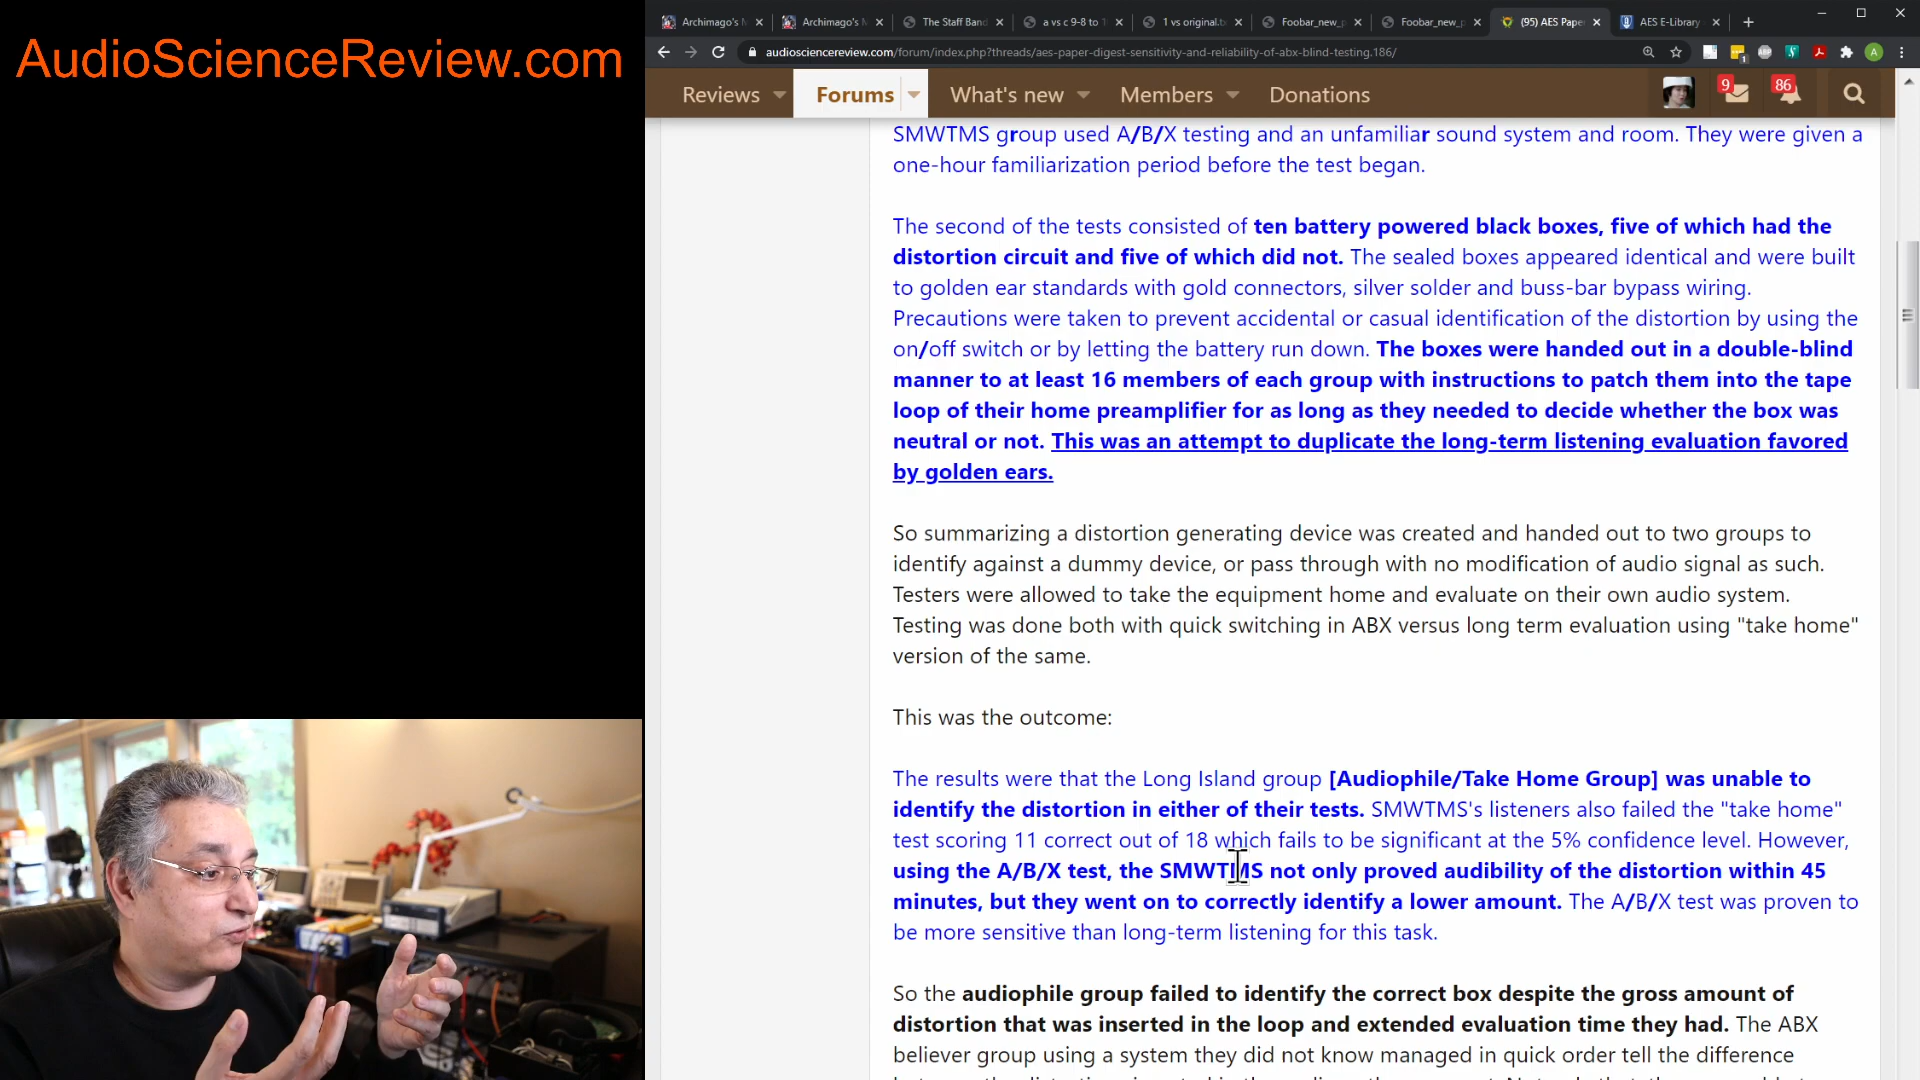 AudioScienceReview.com
Archimago's M
Archimago's M
The Staff Band
a vs c 9-8 to 1
1 vs original.tx
Foobar_new_p
Foobar_new_p
(95) AES Pape
AES E-Library
audiosciencereview.com/forum/index.php?threads/aes-paper-digest-sensitivity-and-reliability-of-abx-blind-testing.186/
Reviews
Forums
What's new
Members
Donations
9
86
SMWTMS group used A/B/X testing and an unfamiliar sound system and room. They were given a
one-hour familiarization period before the test began.
The second of the tests consisted of ten battery powered black boxes, five of which had the
distortion circuit and five of which did not. The sealed boxes appeared identical and were built
to golden ear standards with gold connectors, silver solder and buss-bar bypass wiring.
Precautions were taken to prevent accidental or casual identification of the distortion by using the
on/off switch or by letting the battery run down. The boxes were handed out in a double-blind
manner to at least 16 members of each group with instructions to patch them into the tape
loop of their home preamplifier for as long as they needed to decide whether the box was
neutral or not. This was an attempt to duplicate the long-term listening evaluation favored
by golden ears.
So summarizing a distortion generating device was created and handed out to two groups to
identify against a dummy device, or pass through with no modification of audio signal as such.
Testers were allowed to take the equipment home and evaluate on their own audio system.
Testing was done both with quick switching in ABX versus long term evaluation using "take home"
version of the same.
This was the outcome:
The results were that the Long Island group [Audiophile/Take Home Group] was unable to
identify the distortion in either of their tests. SMWTMS's listeners also failed the "take home"
test scoring 11 correct out of 18 which fails to be significant at the 5% confidence level. However,
using the A/B/X test, the SMWTMS not only proved audibility of the distortion within 45
minutes, but they went on to correctly identify a lower amount. The A/B/X test was proven to
be more sensitive than long-term listening for this task.
So the audiophile group failed to identify the correct box despite the gross amount of
distortion that was inserted in the loop and extended evaluation time they had. The ABX
believer group using a system they did not know managed in quick order tell the difference